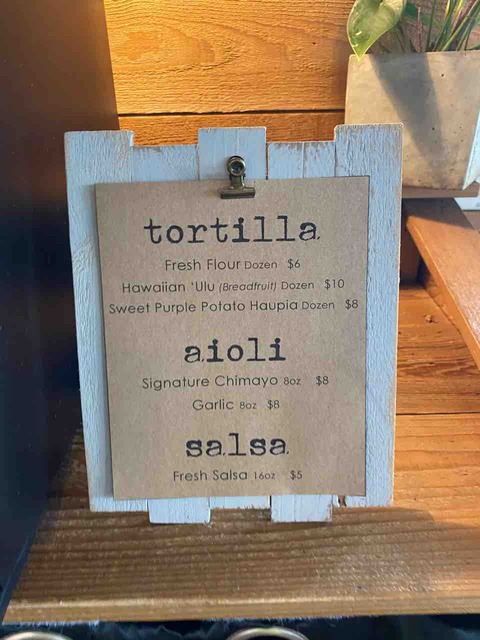 tortilla
Fresh Flour Dozen $6
Hawaiian 'Ulu (Breadfruit) Dozen $10
Sweet Purple Potato Haupia Dozen $8
aioli
Signature Chimayo 8oz $8
Garlic 8oz $8
salsa
Fresh Salsa 16oz $5